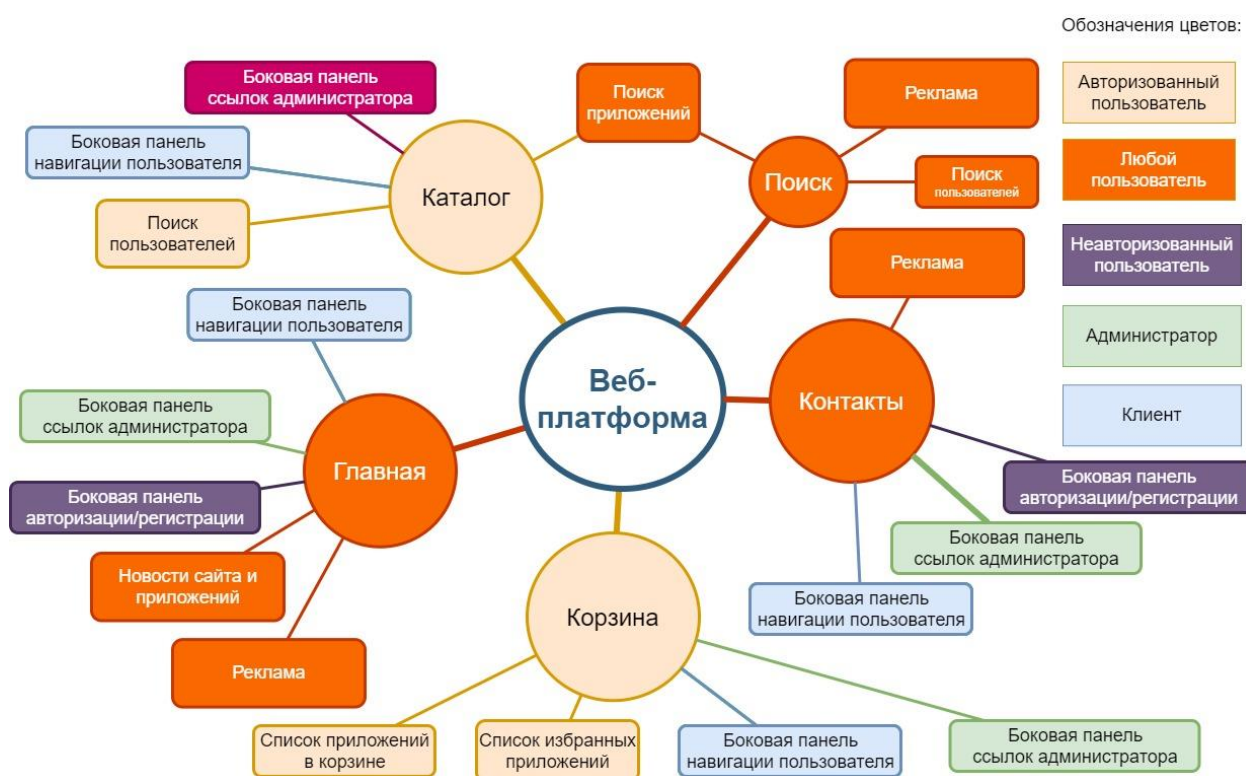 Обозначения цветов:
Авторизованный
пользователь
Любой
пользователь
Неавторизованный
пользователь
Администратор
Клиент
Боковая панель
ссылок администратора
Боковая панель
навигации пользователя
Поиск
пользователей
Каталог
Поиск
приложений
Поиск
Реклама
Поиск
пользователей
Реклама
Контакты
Боковая панель
авторизации/регистрации
Боковая панель
ссылок администратора
Боковая панель
навигации пользователя
Веб-
платформа
Боковая панель
навигации пользователя
Боковая панель
ссылок администратора
Боковая панель
авторизации/регистрации
Новости сайта и
приложений
Реклама
Главная
Корзина
Список приложений
в корзине
Список избранных
приложений
Боковая панель
навигации пользователя
Боковая панель
ссылок администратора